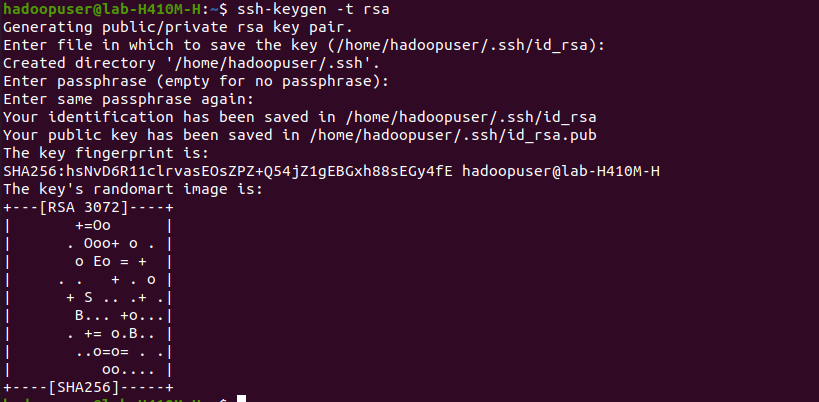 hadoopuser@lab-H410M-H:~$ ssh-keygen -t rsa
Generating public/private rsa key pair.
Enter file in which to save the key (/home/hadoopuser/.ssh/id_rsa):
Created directory '/home/hadoopuser/.ssh'.
Enter passphrase (empty for no passphrase):
Enter same passphrase again:
Your identification has been saved in /home/hadoopuser/.ssh/id_rsa
Your public key has been saved in /home/hadoopuser/.ssh/id_rsa.pub
The key fingerprint is:
SHA256:hsNvD6R11clrvasEOsZPZ+Q54jZ1gEBGxh88sEGy4fE hadoopuser@lab-H410M-H
The key's randomart image is:
+---[RSA 3072]----+
|       +=Oo      |
|      . Ooo+ o . |
|       o Eo = +  |
|     . .   + . o |
|      + S .. .+ .|
|       B... +o...|
|      . += o.B.. |
|       ..o=o= . .|
|          oo.... |
+----[SHA256]-----+